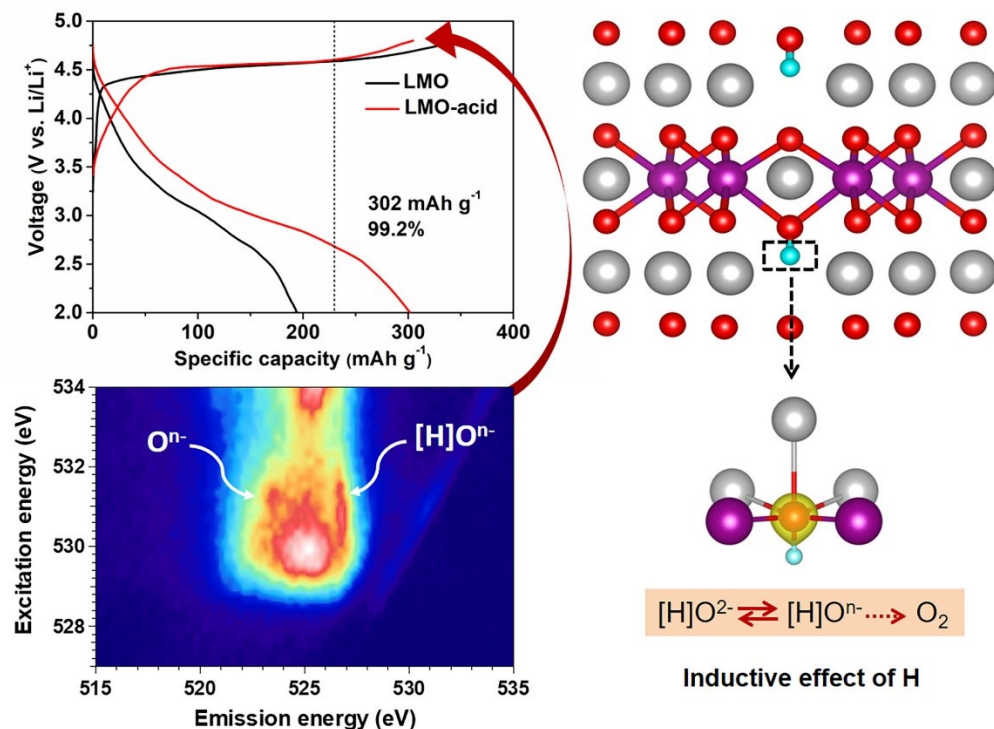 5.0
4.5
4.0
3.5
3.0
2.5
2.0
Voltage (V vs. Li/Li⁺)
LMO
LMO-acid
302 mAh g⁻¹
99.2%
0 100 200 300 400
Specific capacity (mAh g⁻¹)
534
532
530
528
Excitation energy (eV)
Oⁿ⁻
[H]Oⁿ⁻
515 520 525 530 535
Emission energy (eV)
[H]O²⁻ ⇌ [H]Oⁿ⁻ ⇢ O₂
Inductive effect of H